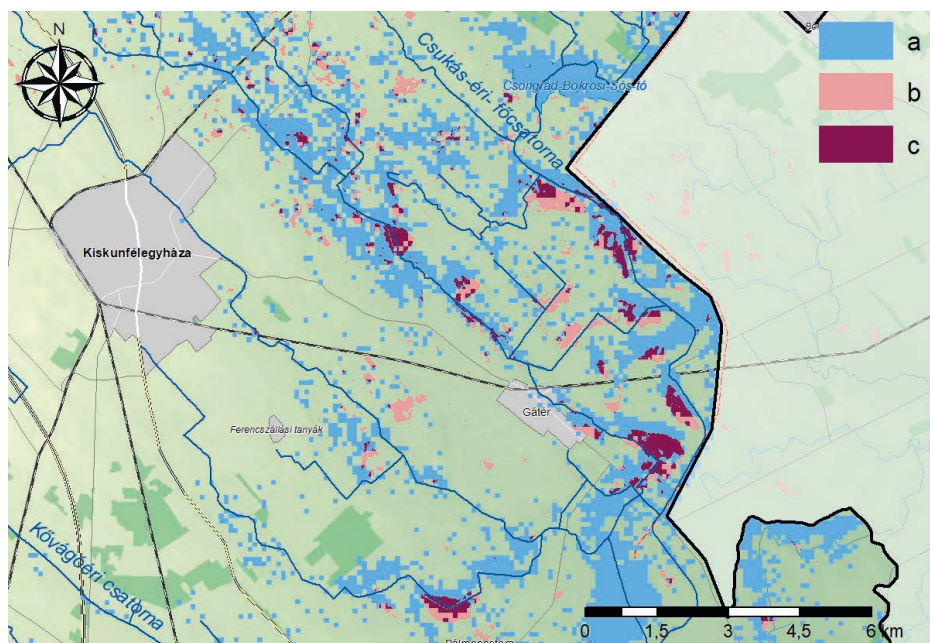 N
a
b
c
Csukás-éri-főcsatorna
Csongrád-Bokrosi-Sós-tó
Kiskunfélegyháza
Gátér
Ferencszállási tanyák
Kővágóéri csatorna
0 1,5 3 4,5 6 km